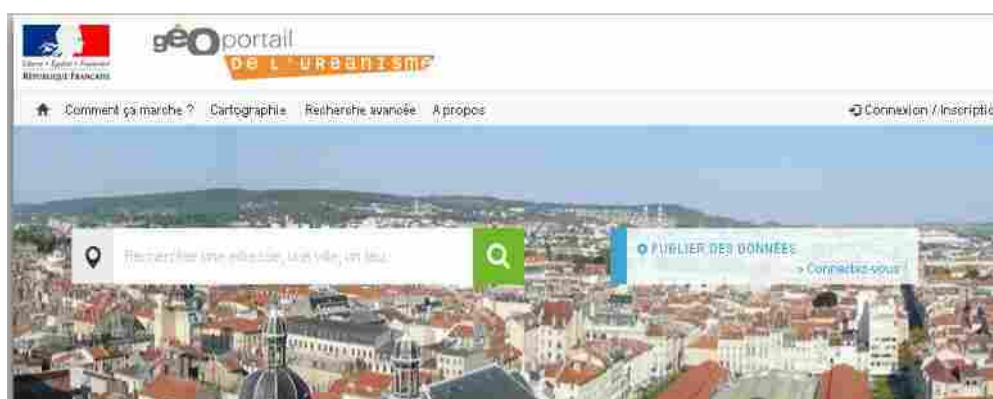 géOportail
DE L'URBANISME
Liberté • Égalité • Fraternité
RÉPUBLIQUE FRANÇAISE
Comment ça marche ? Cartographie Recherche avancée A propos
Connexion / Inscriptio
Rechercher une adresse, une ville, un lieu
PUBLIER DES DONNÉES
» Connectez-vous !